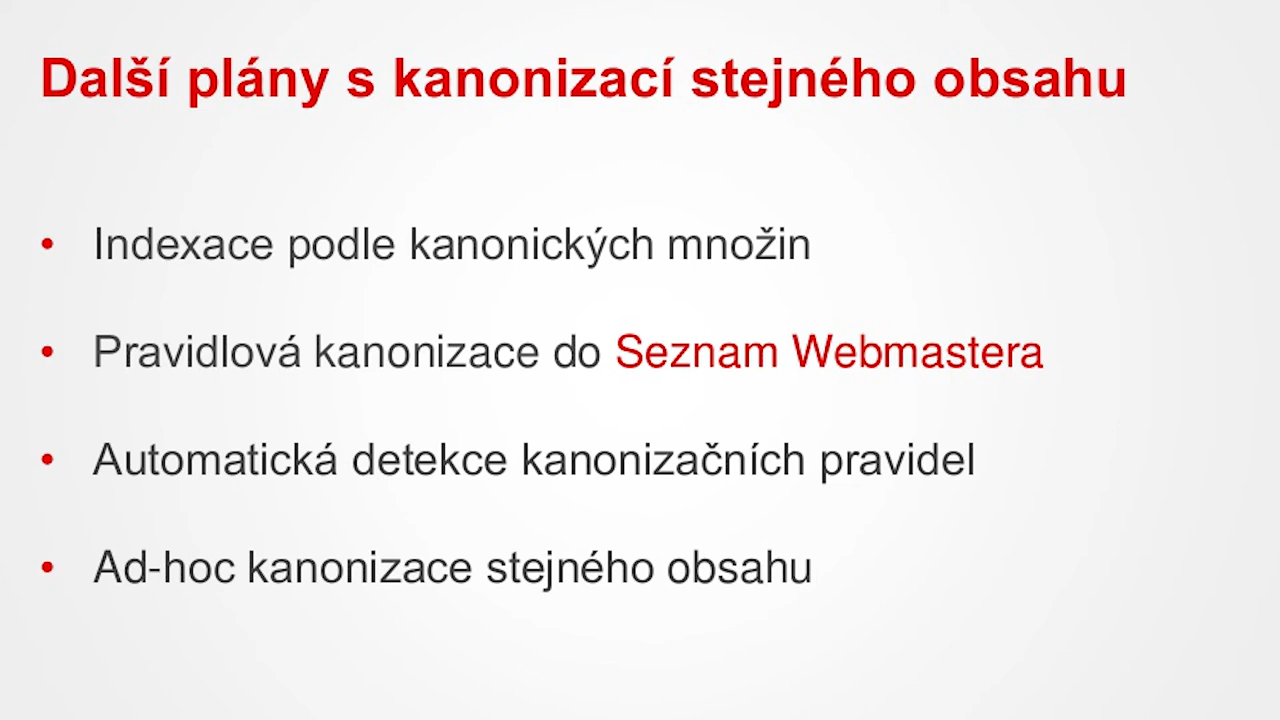 Další plány s kanonizací stejného obsahu
• Indexace podle kanonických množin
• Pravidlová kanonizace do Seznam Webmastera
• Automatická detekce kanonizačních pravidel
• Ad-hoc kanonizace stejného obsahu